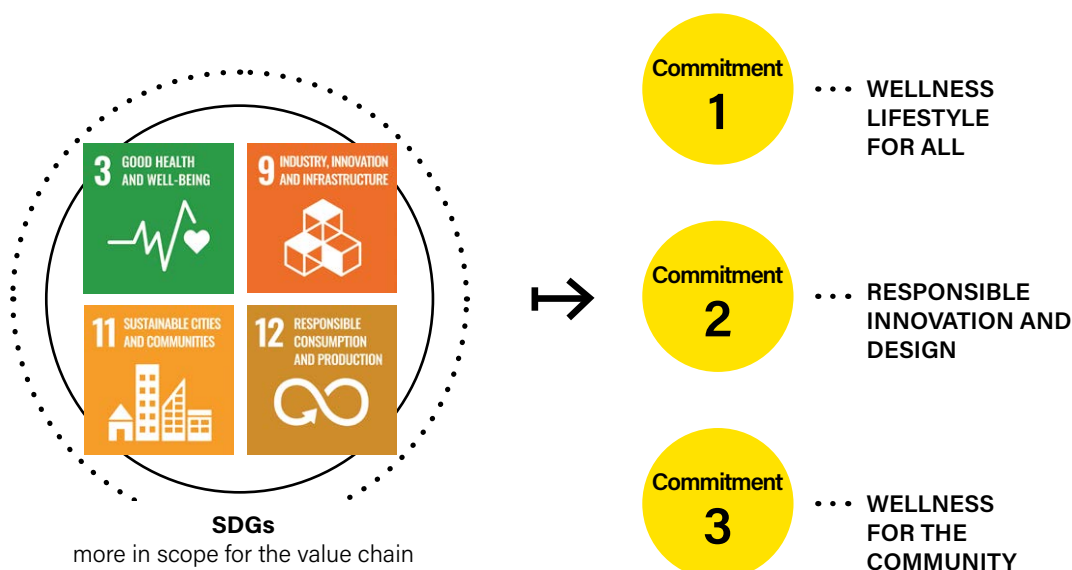 3 GOOD HEALTH
AND WELL-BEING
9 INDUSTRY, INNOVATION
AND INFRASTRUCTURE
11 SUSTAINABLE CITIES
AND COMMUNITIES
12 RESPONSIBLE
CONSUMPTION
AND PRODUCTION
SDGs
more in scope for the value chain
Commitment
1
WELLNESS
LIFESTYLE
FOR ALL
Commitment
2
RESPONSIBLE
INNOVATION AND
DESIGN
Commitment
3
WELLNESS
FOR THE
COMMUNITY